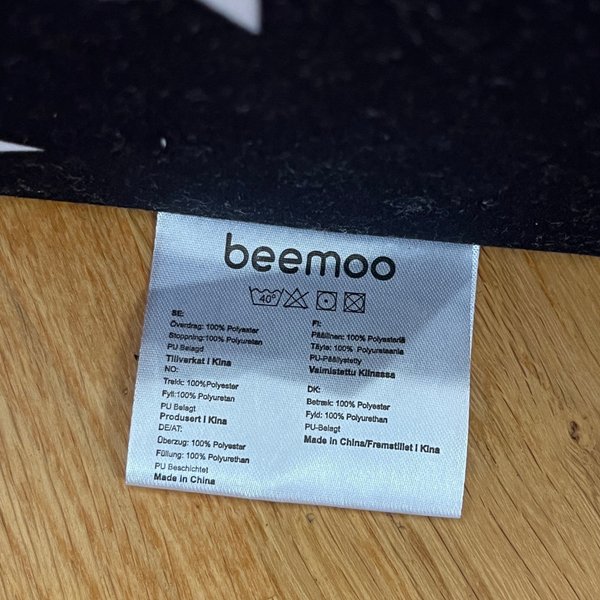 beemoo
40°
SE:
Överdrag: 100% Polyester
Stoppning:100% Polyuretan
PU Belagd
Tillverkat i Kina
NO:
Trekk: 100%Polyester
Fyll:100% Polyuretan
PU Belagt
Produsert i Kina
DE/AT:
Überzug: 100% Polyester
Füllung: 100% Polyurethan
PU Beschichtet
Made in China
FI:
Päällinen: 100% Polyesteriä
Täyte: 100% Polyuretaania
PU-Päällystetty
Valmistettu Kiinassa
DK:
Betræk: 100% Polyester
Fyld: 100% Polyurethan
PU-Belagt
Made in China/Fremstillet i Kina